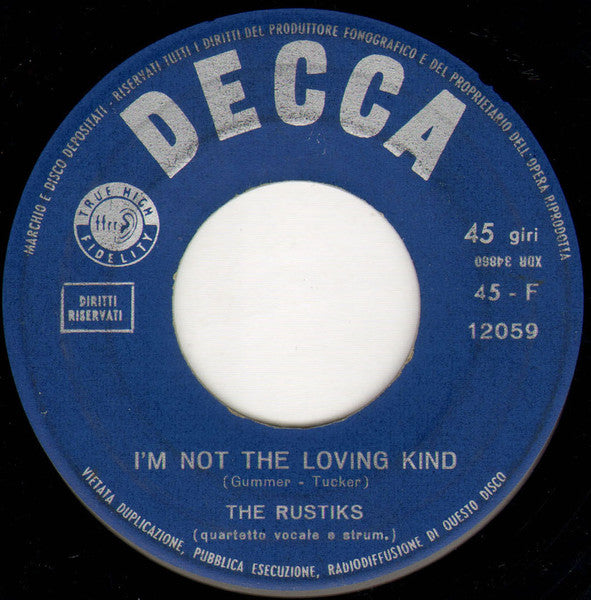 MARCHIO E DISCO DEPOSITATI - RISERVATI TUTTI I DIRITTI DEL PRODUTTORE FONOGRAFICO E DEL PROPRIETARIO DELL'OPERA RIPRODOTTA
DECCA
TRUE HIGH
ffrr
FIDELITY
DIRITTI
RISERVATI
45 giri
XDR 34860
45 - F
12059
I'M NOT THE LOVING KIND
(Gummer - Tucker)
THE RUSTIKS
(quartetto vocale e strum.)
VIETATA DUPLICAZIONE, PUBBLICA ESECUZIONE, RADIODIFFUSIONE DI QUESTO DISCO